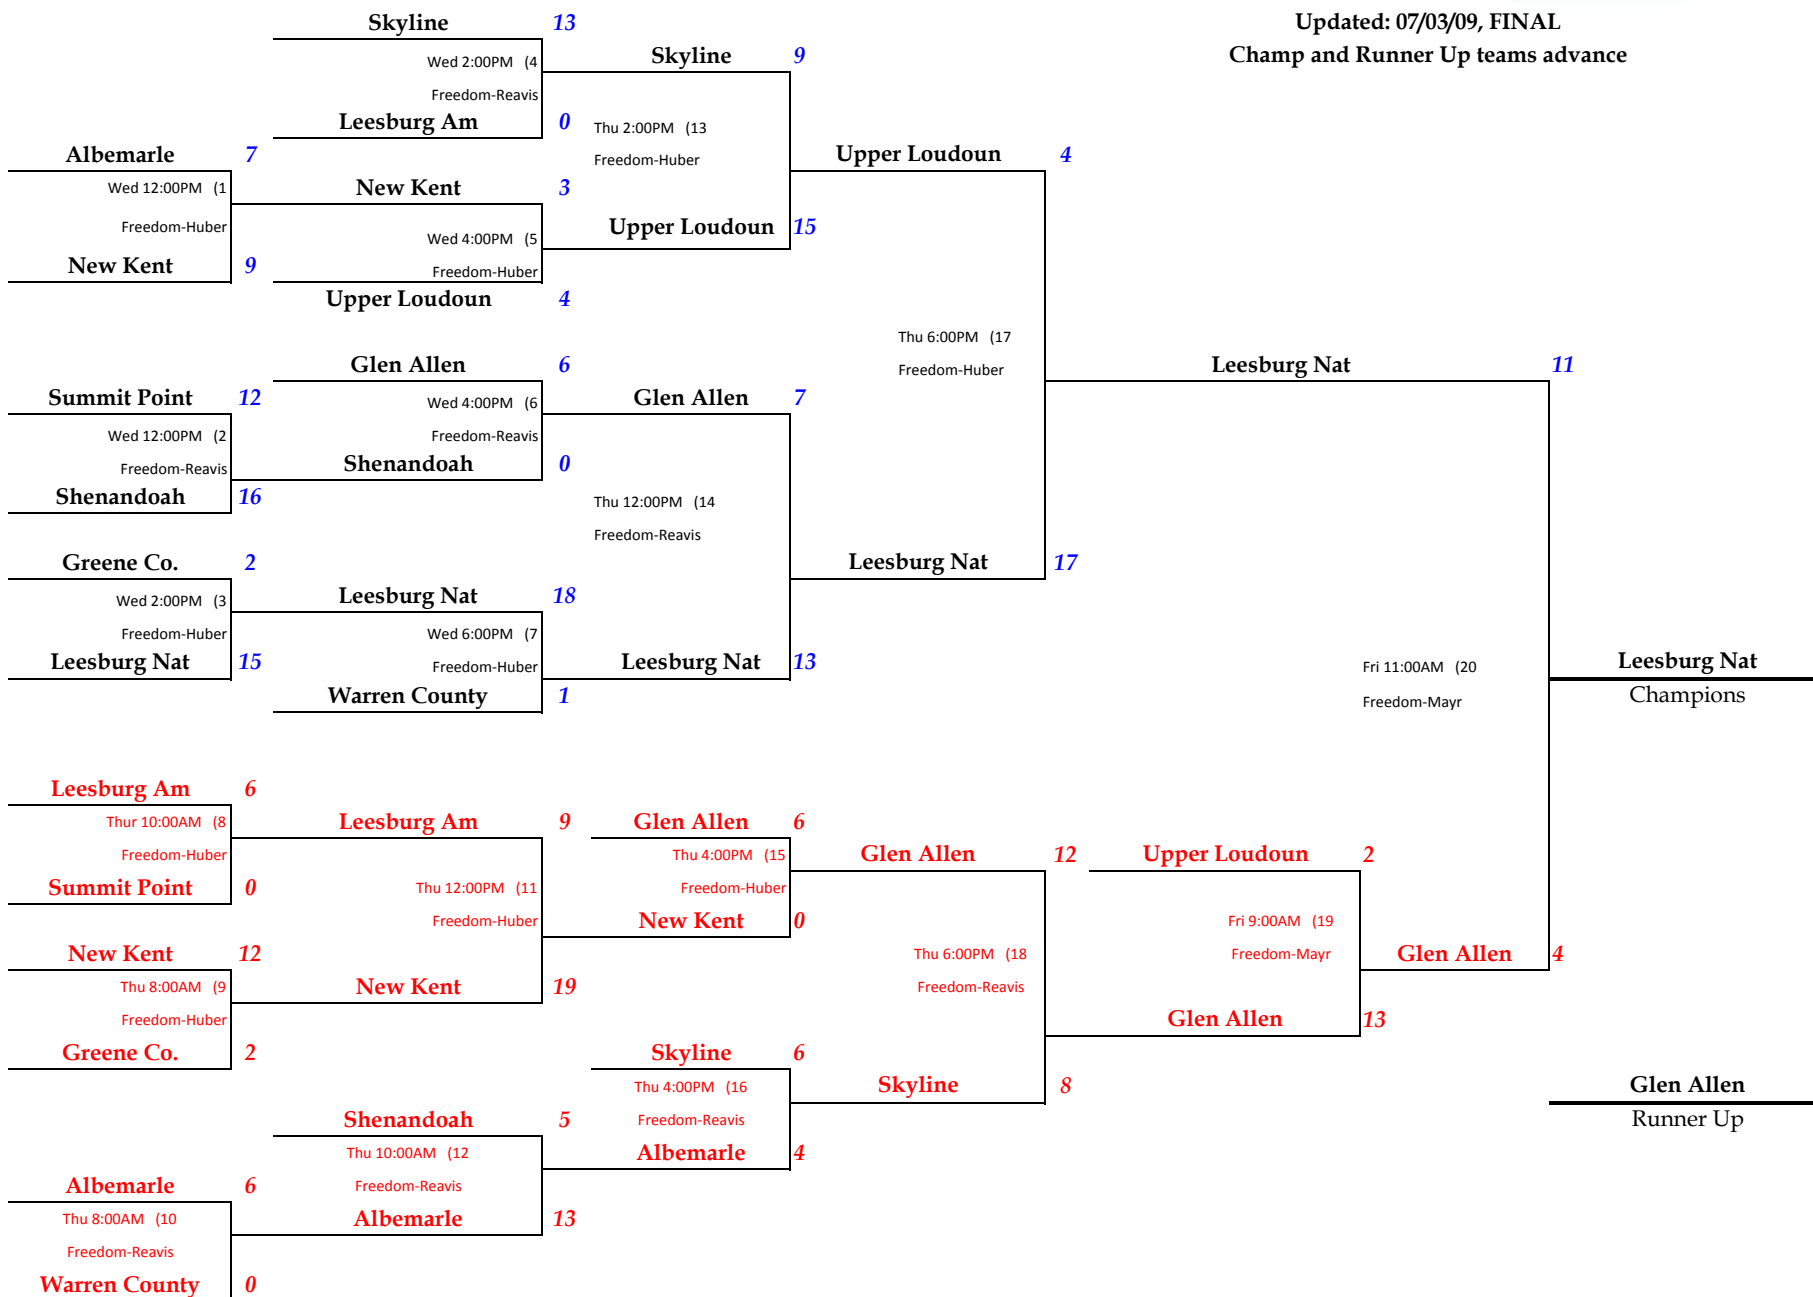 Updated: 07/03/09, FINAL
Champ and Runner Up teams advance
Skyline 13
Wed 2:00PM (4
Freedom-Reavis
Leesburg Am 0
Skyline 9
Thu 2:00PM (13
Freedom-Huber
Upper Loudoun 15
Albemarle 7
Wed 12:00PM (1
Freedom-Huber
New Kent 9
New Kent 3
Wed 4:00PM (5
Freedom-Huber
Upper Loudoun 4
Upper Loudoun 4
Thu 6:00PM (17
Freedom-Huber
Leesburg Nat 17
Glen Allen 6
Wed 4:00PM (6
Freedom-Reavis
Shenandoah 0
Summit Point 12
Wed 12:00PM (2
Freedom-Reavis
Shenandoah 16
Glen Allen 7
Thu 12:00PM (14
Freedom-Reavis
Leesburg Nat 13
Greene Co. 2
Wed 2:00PM (3
Freedom-Huber
Leesburg Nat 15
Leesburg Nat 18
Wed 6:00PM (7
Freedom-Huber
Warren County 1
Leesburg Nat 11
Fri 11:00AM (20
Freedom-Mayr
Leesburg Nat
Champions
Leesburg Am 6
Thur 10:00AM (8
Freedom-Huber
Summit Point 0
Leesburg Am 9
Thu 12:00PM (11
Freedom-Huber
New Kent 19
New Kent 12
Thu 8:00AM (9
Freedom-Huber
Greene Co. 2
Glen Allen 6
Thu 4:00PM (15
Freedom-Huber
New Kent 0
Glen Allen 12
Thu 6:00PM (18
Freedom-Reavis
Skyline 8
Upper Loudoun 2
Fri 9:00AM (19
Freedom-Mayr
Glen Allen 13
Glen Allen 4
Skyline 6
Thu 4:00PM (16
Freedom-Reavis
Albemarle 4
Shenandoah 5
Thu 10:00AM (12
Freedom-Reavis
Albemarle 13
Albemarle 6
Thu 8:00AM (10
Freedom-Reavis
Warren County 0
Glen Allen
Runner Up